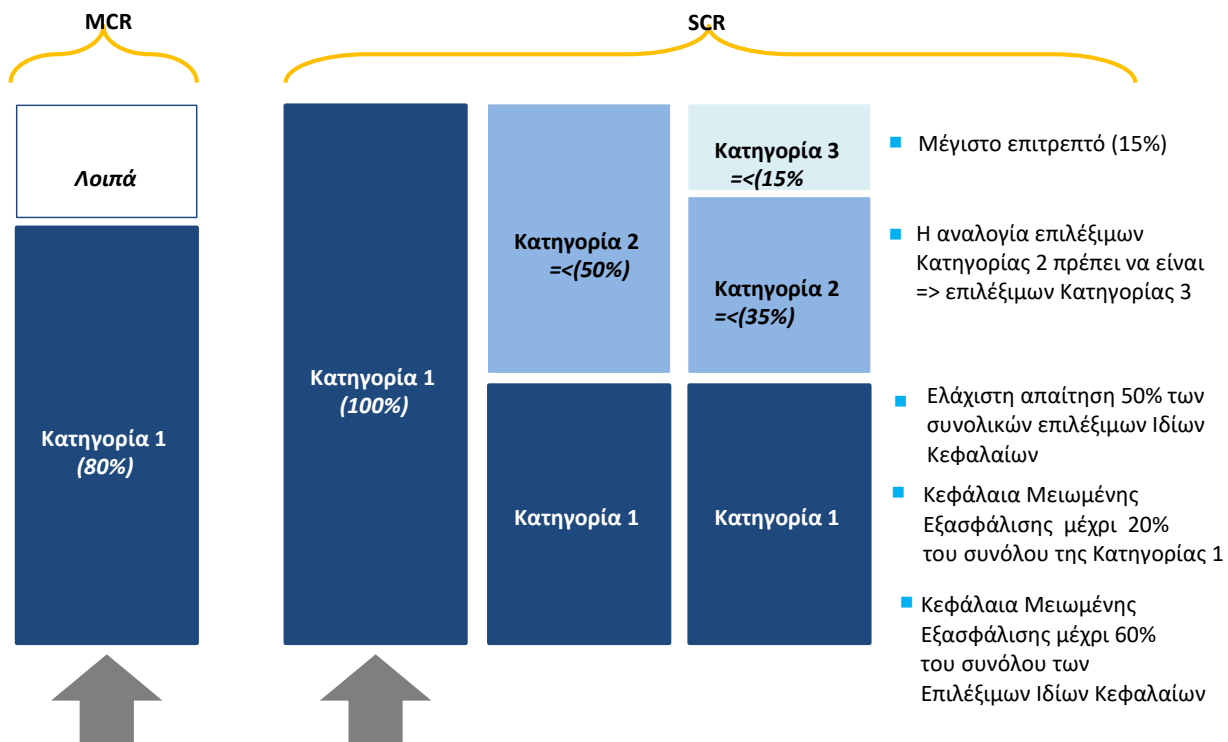 MCR
SCR
Λοιπά
Κατηγορία 1
(80%)
Κατηγορία 1
(100%)
Κατηγορία 2
=<(50%)
Κατηγορία 1
Κατηγορία 3
=<(15%
Κατηγορία 2
=<(35%)
Κατηγορία 1
Μέγιστο επιτρεπτό (15%)
Η αναλογία επιλέξιμων
Κατηγορίας 2 πρέπει να είναι
=> επιλέξιμων Κατηγορίας 3
Ελάχιστη απαίτηση 50% των
συνολικών επιλέξιμων Ιδίων
Κεφαλαίων
Κεφάλαια Μειωμένης
Εξασφάλισης μέχρι 20%
του συνόλου της Κατηγορίας 1
Κεφάλαια Μειωμένης
Εξασφάλισης μέχρι 60%
του συνόλου των
Επιλέξιμων Ιδίων Κεφαλαίων